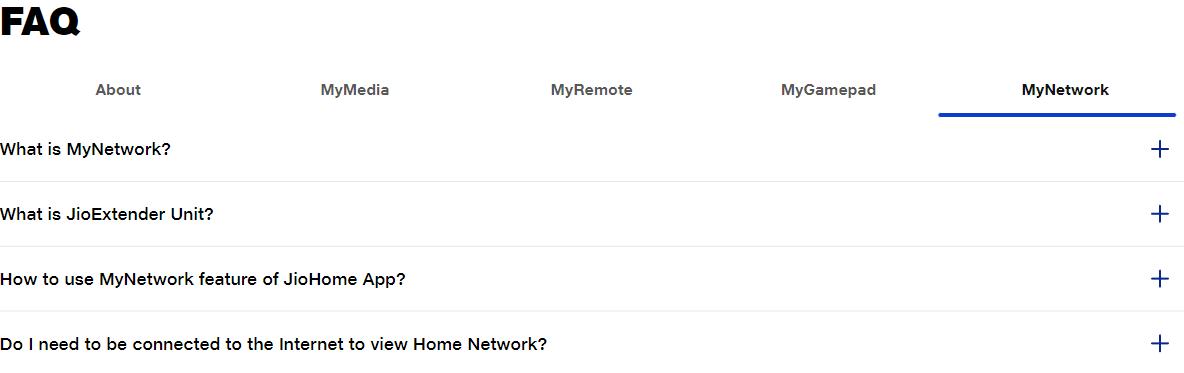 FAQ
About MyMedia MyRemote MyGamepad MyNetwork
What is MyNetwork?
What is JioExtender Unit?
How to use MyNetwork feature of JioHome App?
Do I need to be connected to the Internet to view Home Network?